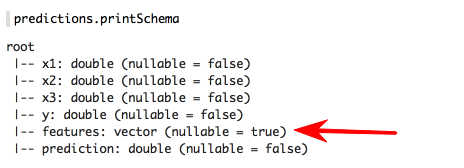 predictions.printSchema
root
|-- x1: double (nullable = false)
|-- x2: double (nullable = false)
|-- x3: double (nullable = false)
|-- y: double (nullable = false)
|-- features: vector (nullable = true)
|-- prediction: double (nullable = false)